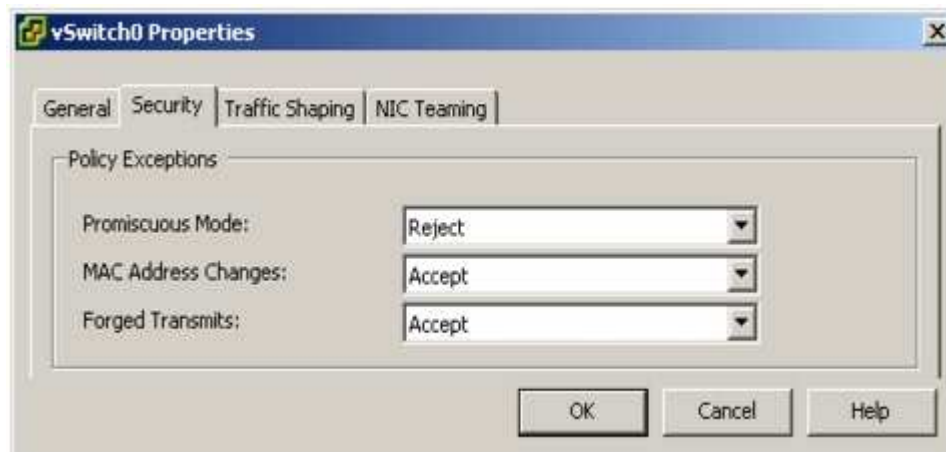 vSwitch0 Properties
General Security Traffic Shaping NIC Teaming
Policy Exceptions
Promiscuous Mode: Reject
MAC Address Changes: Accept
Forged Transmits: Accept
OK Cancel Help